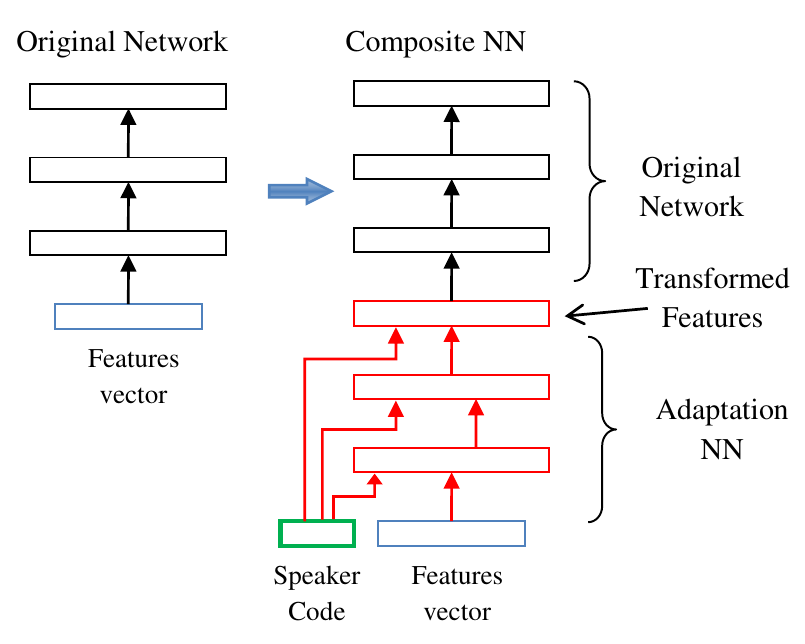 Original Network
Composite NN
Original
Network
Transformed
Features
Features
vector
Adaptation
NN
Speaker
Code
Features
vector